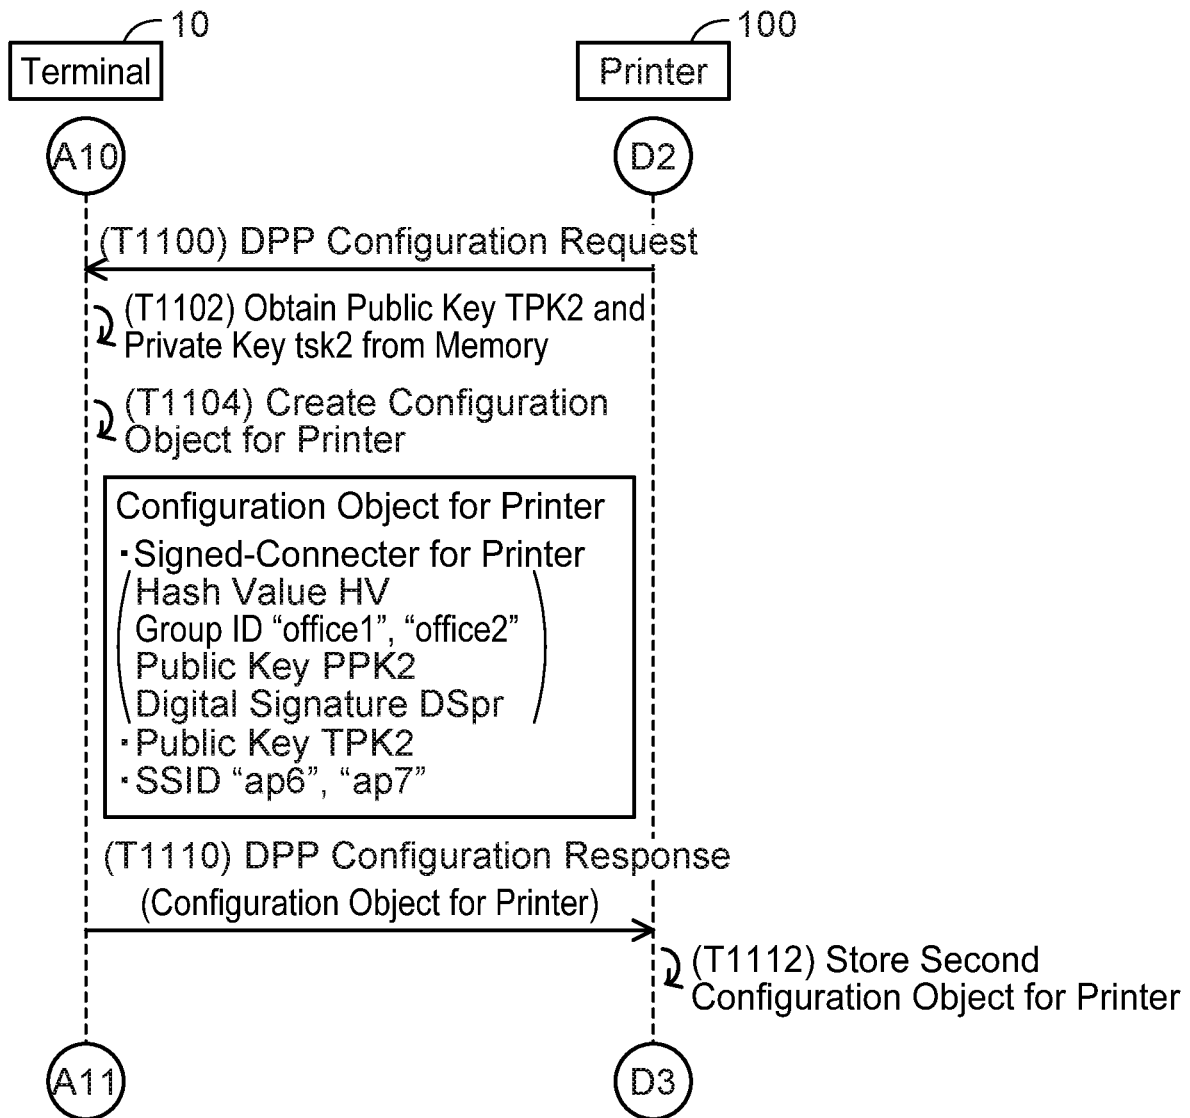 10
100
Terminal
Printer
A10
D2
(T1100) DPP Configuration Request
(T1102) Obtain Public Key TPK2 and
Private Key tsk2 from Memory
(T1104) Create Configuration
Object for Printer
Configuration Object for Printer
・Signed-Connecter for Printer
Hash Value HV
Group ID “office1”, “office2”
Public Key PPK2
Digital Signature DSpr
・Public Key TPK2
・SSID “ap6”, “ap7”
(T1110) DPP Configuration Response
(Configuration Object for Printer)
(T1112) Store Second
Configuration Object for Printer
A11
D3